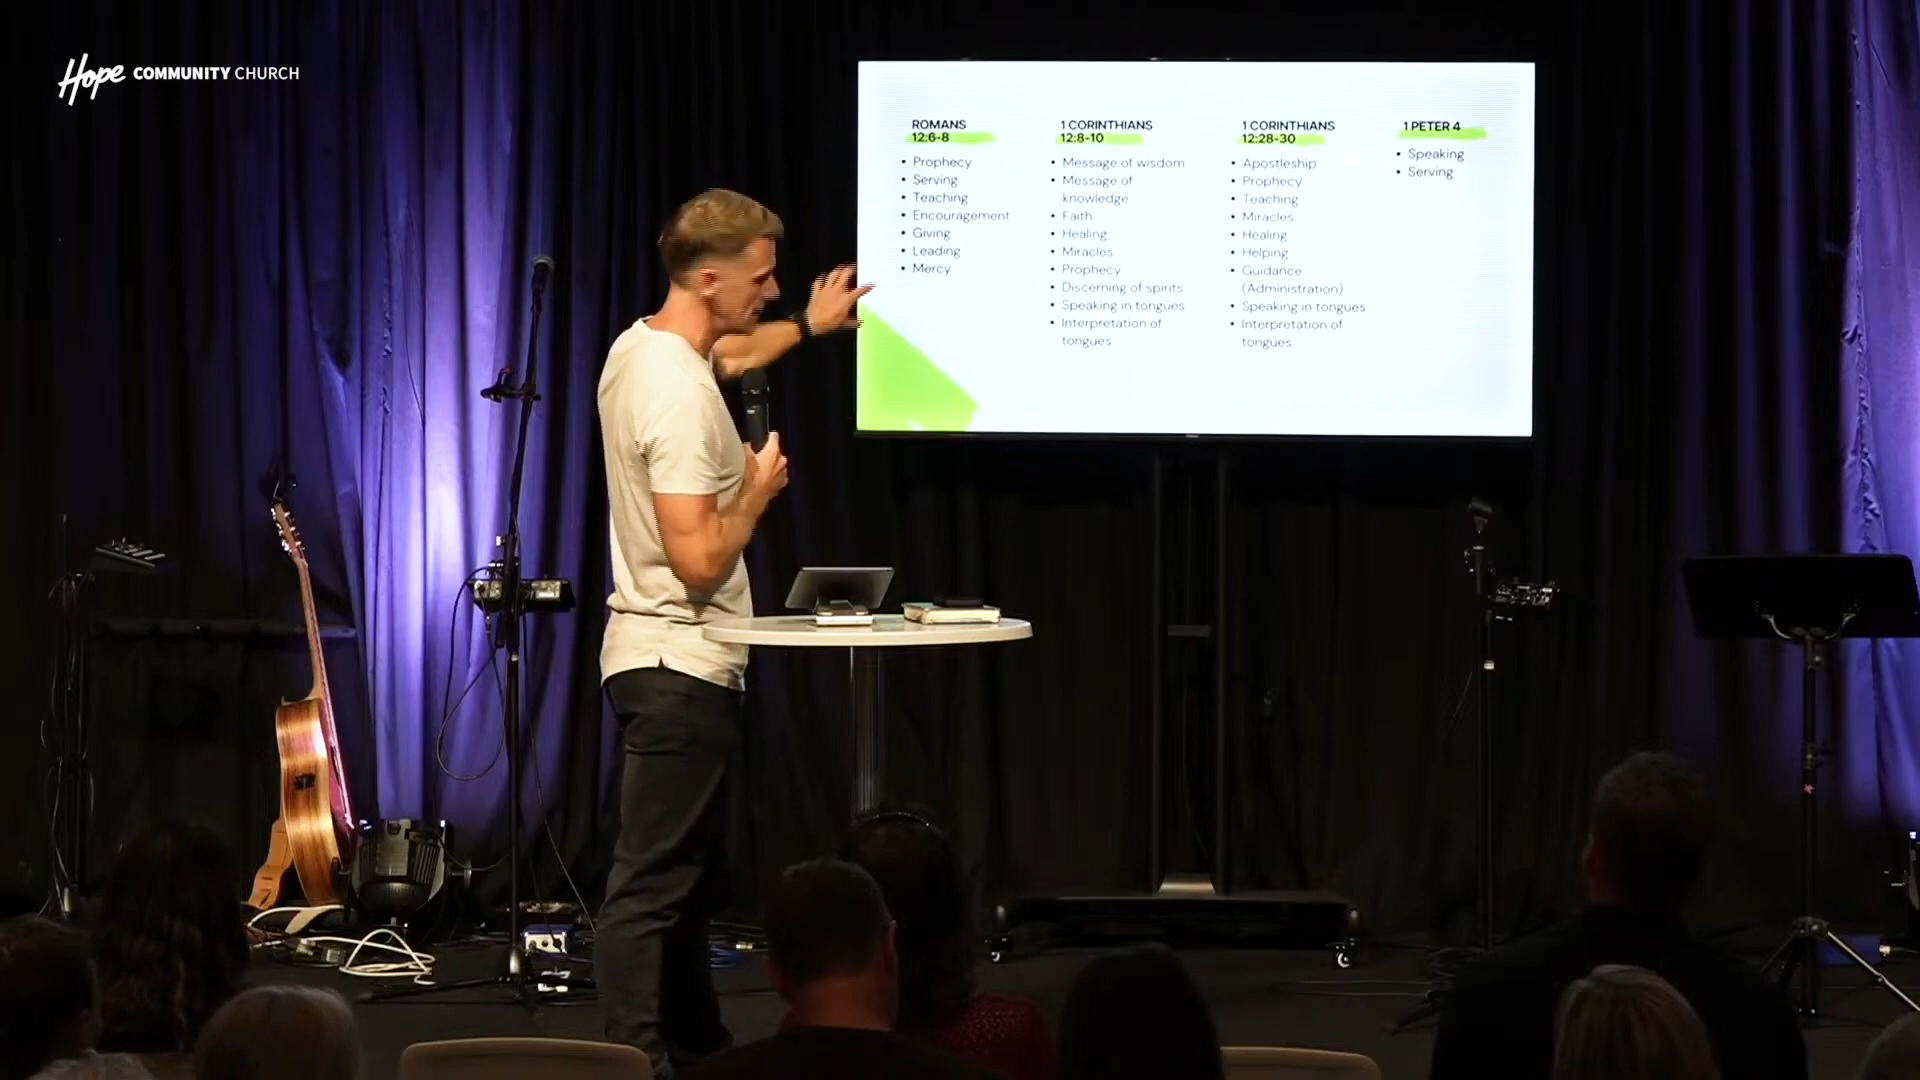 Hope COMMUNITY CHURCH
ROMANS
12:6-8
• Prophecy
• Serving
• Teaching
• Encouragement
• Giving
• Leading
• Mercy
1 CORINTHIANS
12:8-10
• Message of wisdom
• Message of
knowledge
• Faith
• Healing
• Miracles
• Prophecy
• Discerning of spirits
• Speaking in tongues
• Interpretation of
tongues
1 CORINTHIANS
12:28-30
• Apostleship
• Prophecy
• Teaching
• Miracles
• Healing
• Helping
• Guidance
(Administration)
• Speaking in tongues
• Interpretation of
tongues
1 PETER 4
• Speaking
• Serving